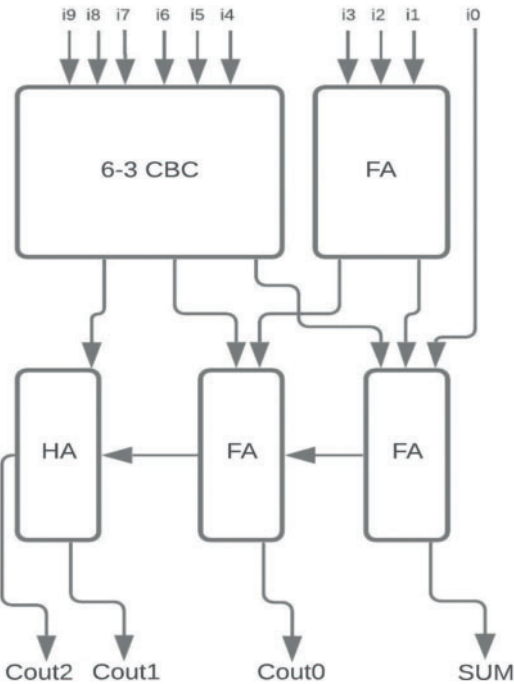 i9 i8 i7 i6 i5 i4 i3 i2 i1 i0
6-3 CBC FA
HA FA FA
Cout2 Cout1 Cout0 SUM